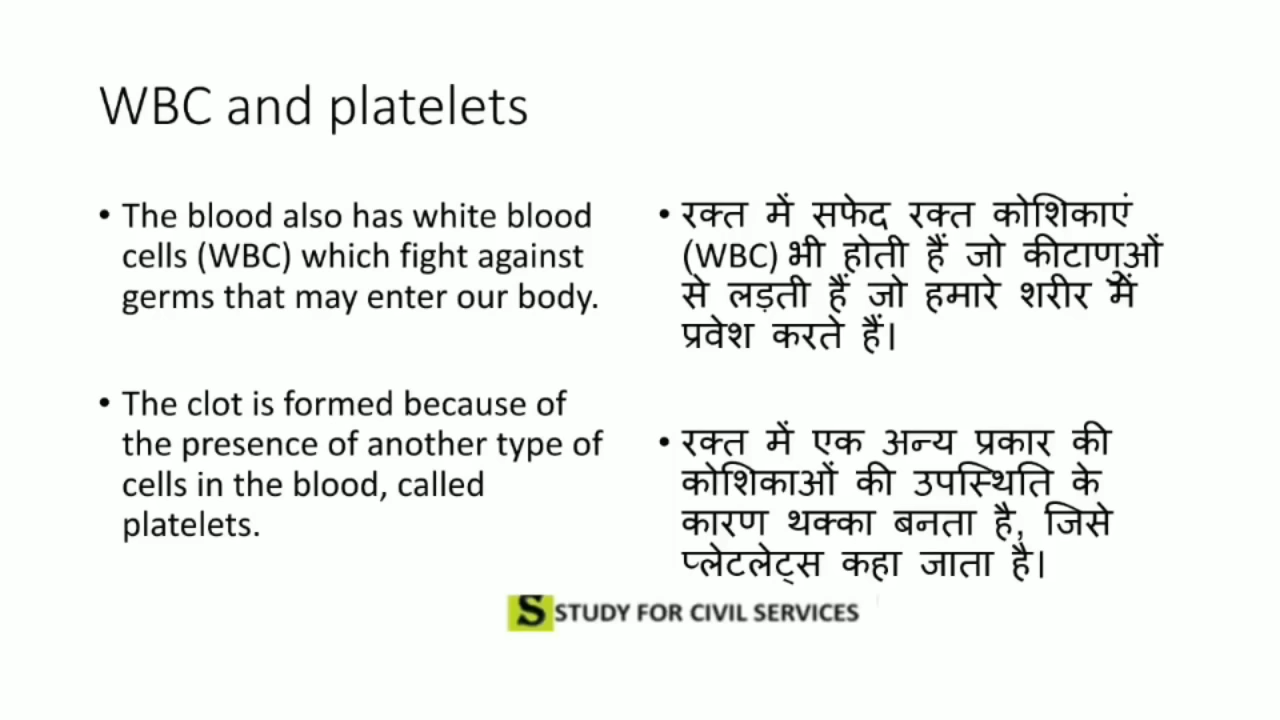 WBC and platelets
• The blood also has white blood
cells (WBC) which fight against
germs that may enter our body.
• The clot is formed because of
the presence of another type of
cells in the blood, called
platelets.
• रक्त में सफेद रक्त कोशिकाएं
(WBC) भी होती हैं जो कीटाणुओं
से लड़ती हैं जो हमारे शरीर में
प्रवेश करते हैं।
• रक्त में एक अन्य प्रकार की
कोशिकाओं की उपस्थिति के
कारण थक्का बनता है, जिसे
प्लेटलेट्स कहा जाता है।
S STUDY FOR CIVIL SERVICES